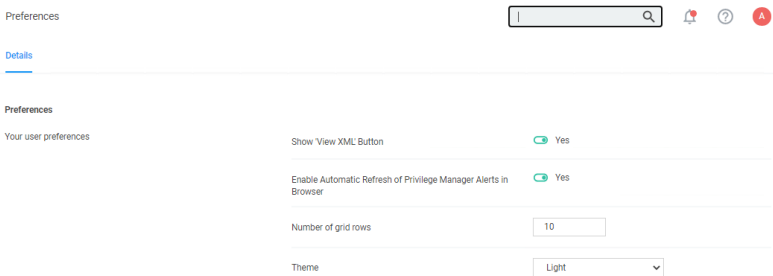 Preferences
A
Details
Preferences
Your user preferences
Show 'View XML' Button
Yes
Enable Automatic Refresh of Privilege Manager Alerts in
Browser
Yes
Number of grid rows
10
Theme
Light